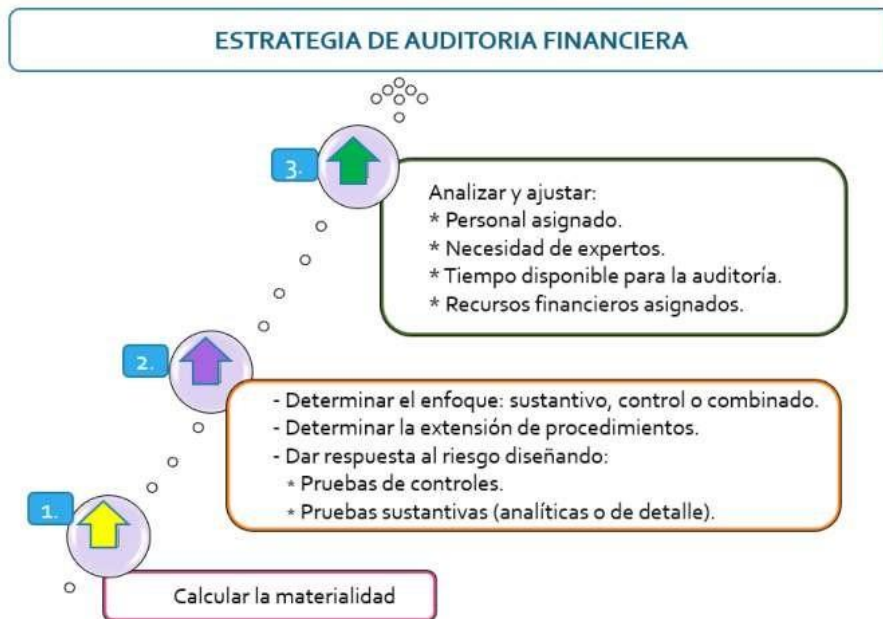 ESTRATEGIA DE AUDITORIA FINANCIERA
3.
Analizar y ajustar:
* Personal asignado.
* Necesidad de expertos.
* Tiempo disponible para la auditoría.
* Recursos financieros asignados.
2.
- Determinar el enfoque: sustantivo, control o combinado.
- Determinar la extensión de procedimientos.
- Dar respuesta al riesgo diseñando:
* Pruebas de controles.
* Pruebas sustantivas (analíticas o de detalle).
1.
Calcular la materialidad